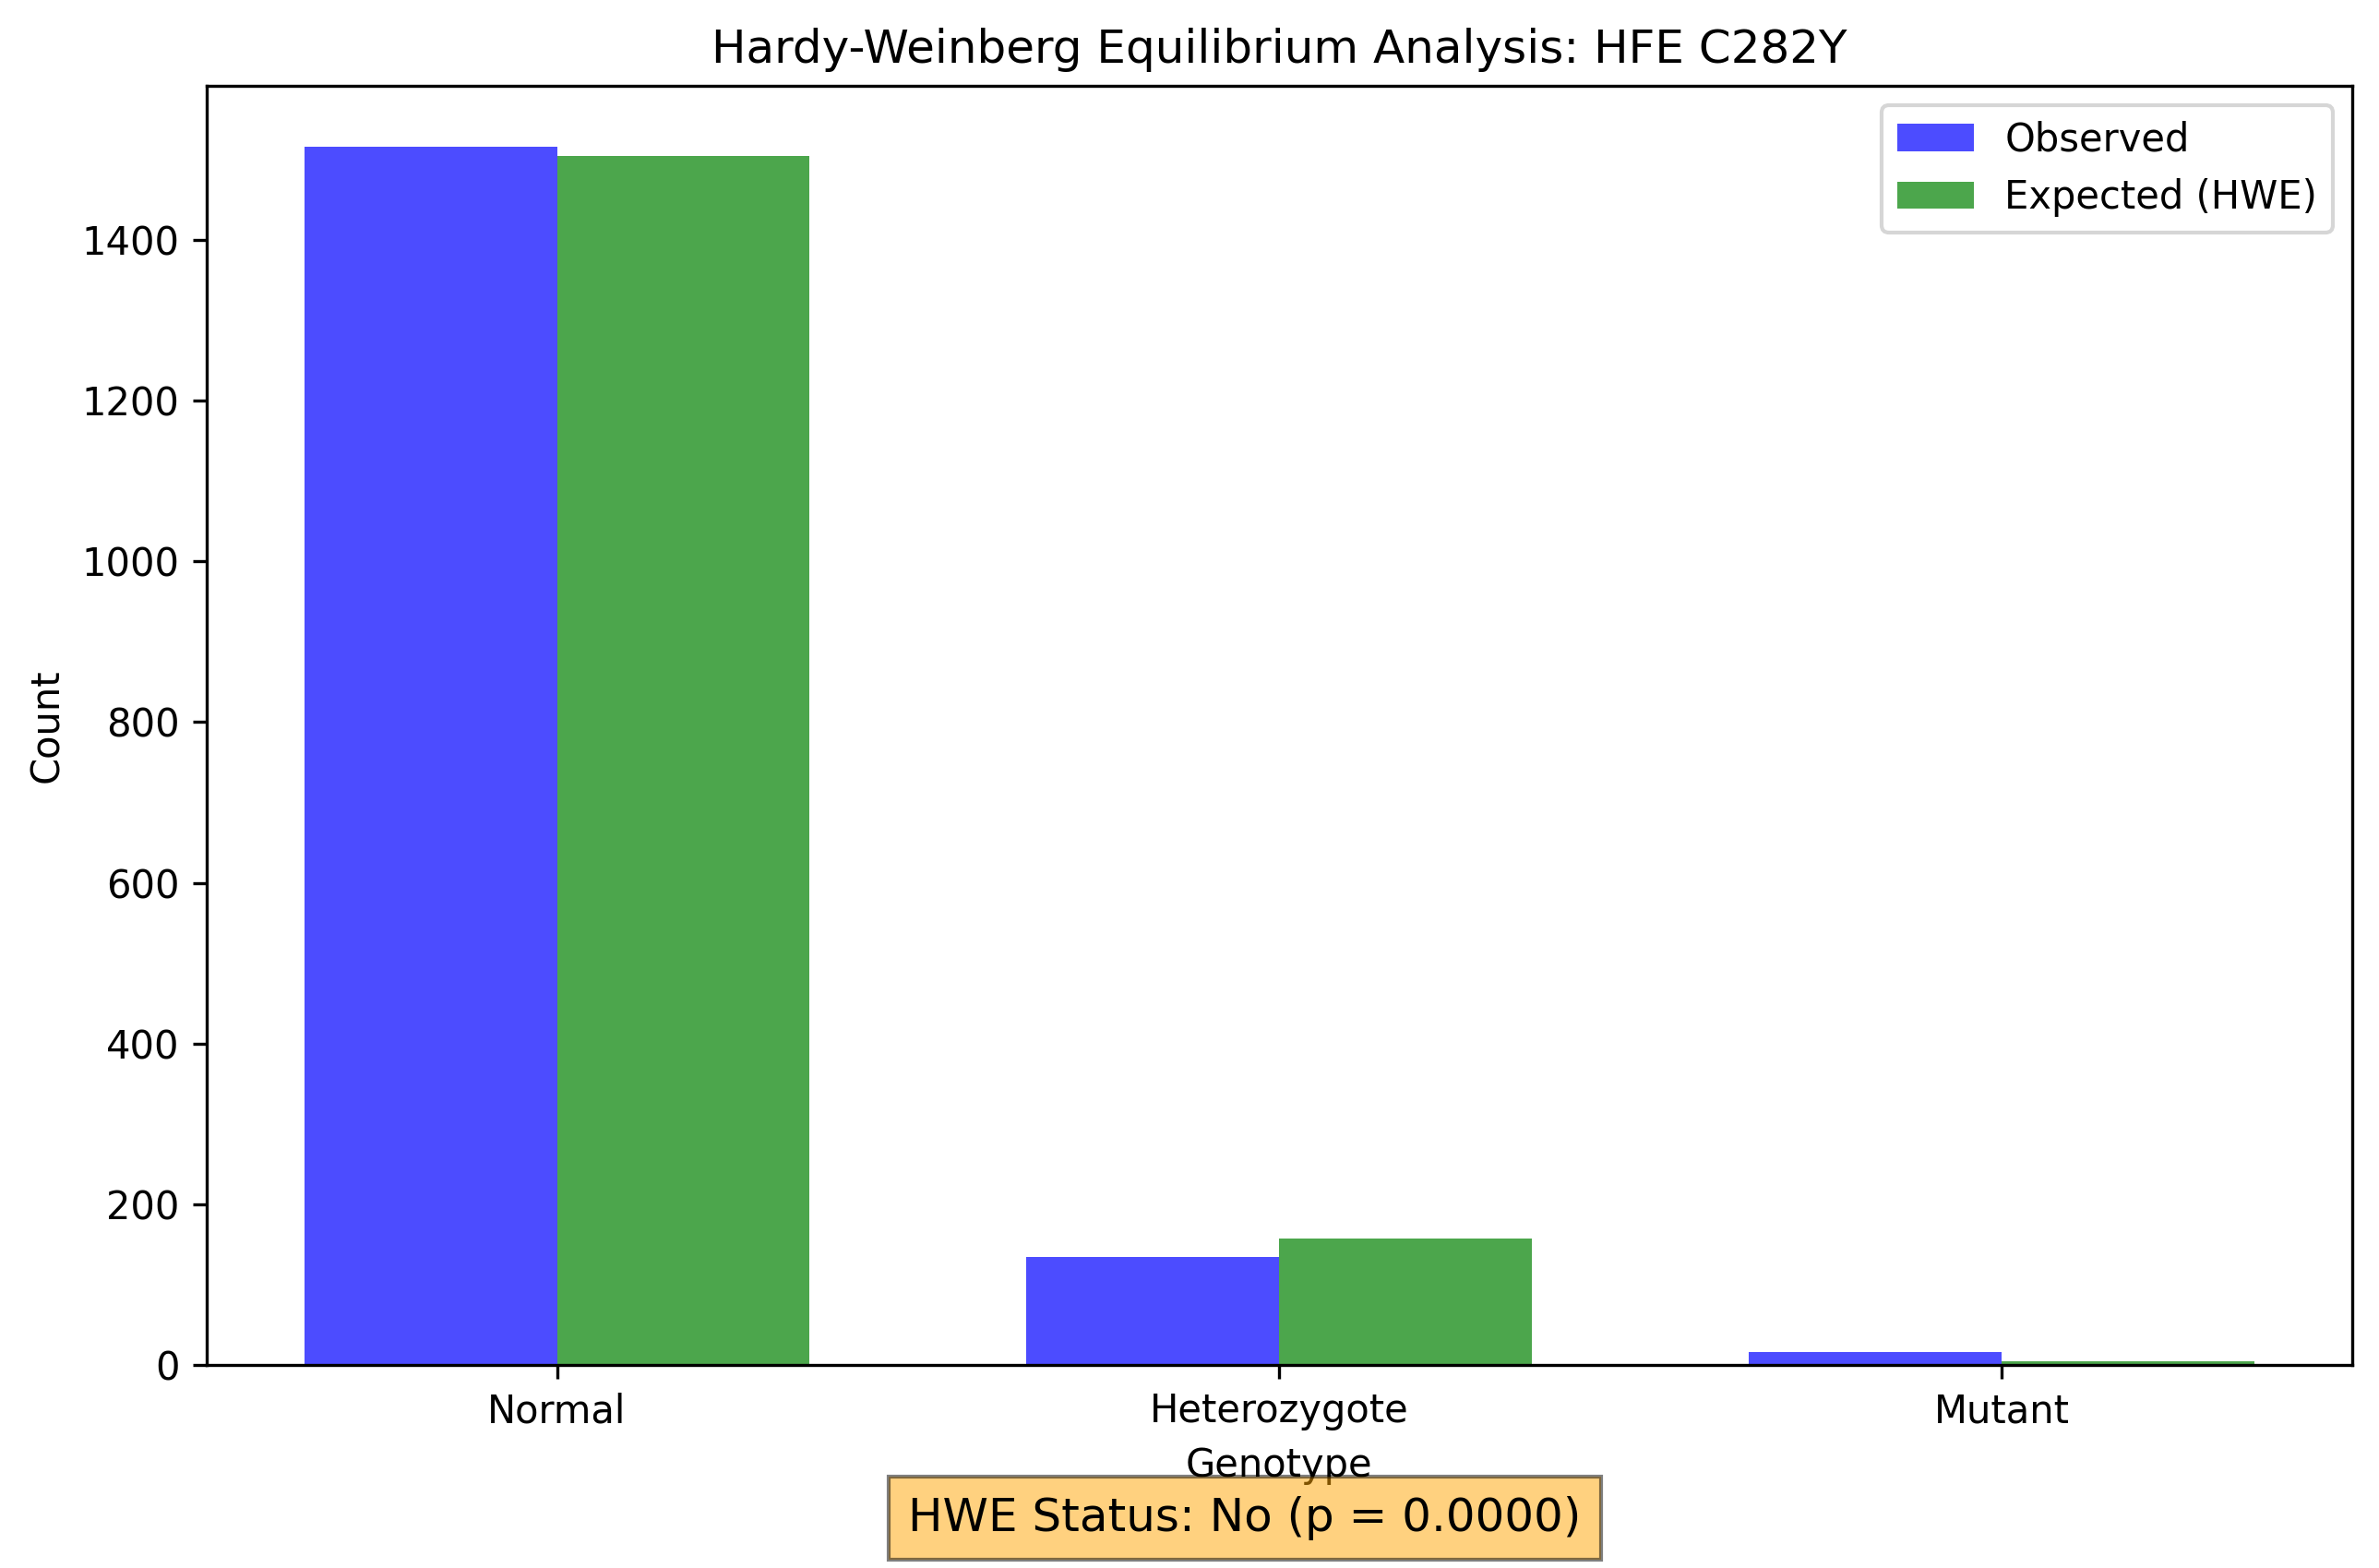 Hardy-Weinberg Equilibrium Analysis: HFE C282Y
Observed
Expected (HWE)
1400
1200
1000
800
600
400
200
0
Count
Normal
Heterozygote
Mutant
Genotype
HWE Status: No (p = 0.0000)